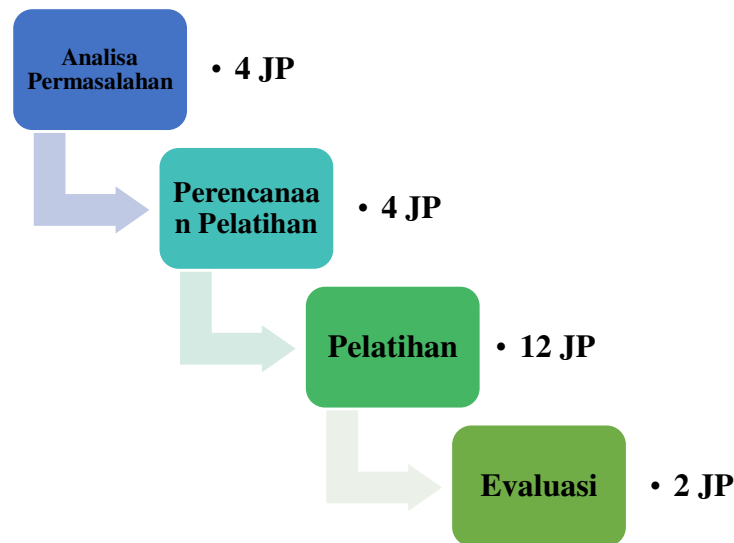 Analisa
Permasalahan
• 4 JP
Perencanaa
n Pelatihan
• 4 JP
Pelatihan
• 12 JP
Evaluasi
• 2 JP